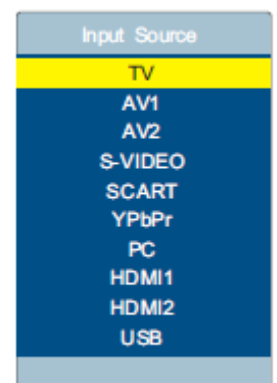 Input Source
TV
AV1
AV2
S-VIDEO
SCART
YPbPr
PC
HDMI1
HDMI2
USB